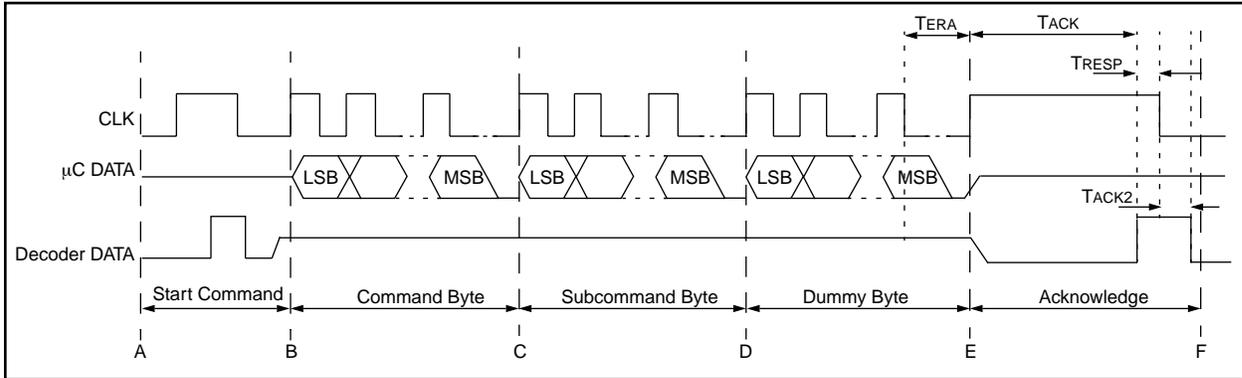 TERA
TACK
TRESP
CLK
μC DATA
LSB
MSB
LSB
MSB
LSB
MSB
TACK2
Decoder DATA
Start Command
Command Byte
Subcommand Byte
Dummy Byte
Acknowledge
A
B
C
D
E
F